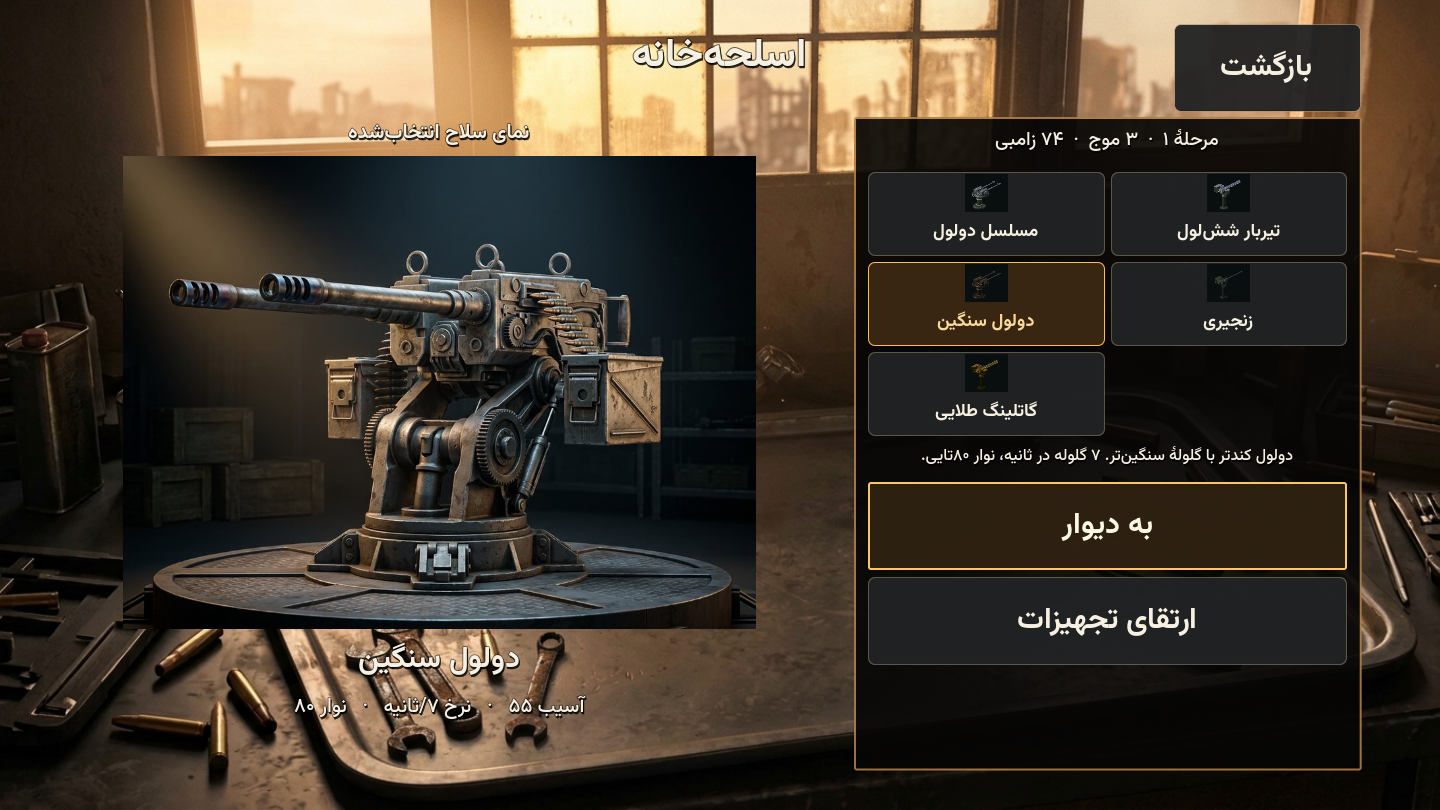 بازگشت
اسلحه‌خانه
مرحلهٔ ۱ · ۳ موج · ۷۴ زامبی
تیربار شش‌لول
مسلسل دولول
زنجیری
دولول سنگین
گاتلینگ طلایی
دولول کندتر با گلولهٔ سنگین‌تر. ۷ گلوله در ثانیه، نوار ۸۰تایی.
به دیوار
ارتقای تجهیزات
نمای سلاح انتخاب‌شده
دولول سنگین
آسیب ۵۵ · نرخ ۷/ثانیه · نوار ۸۰